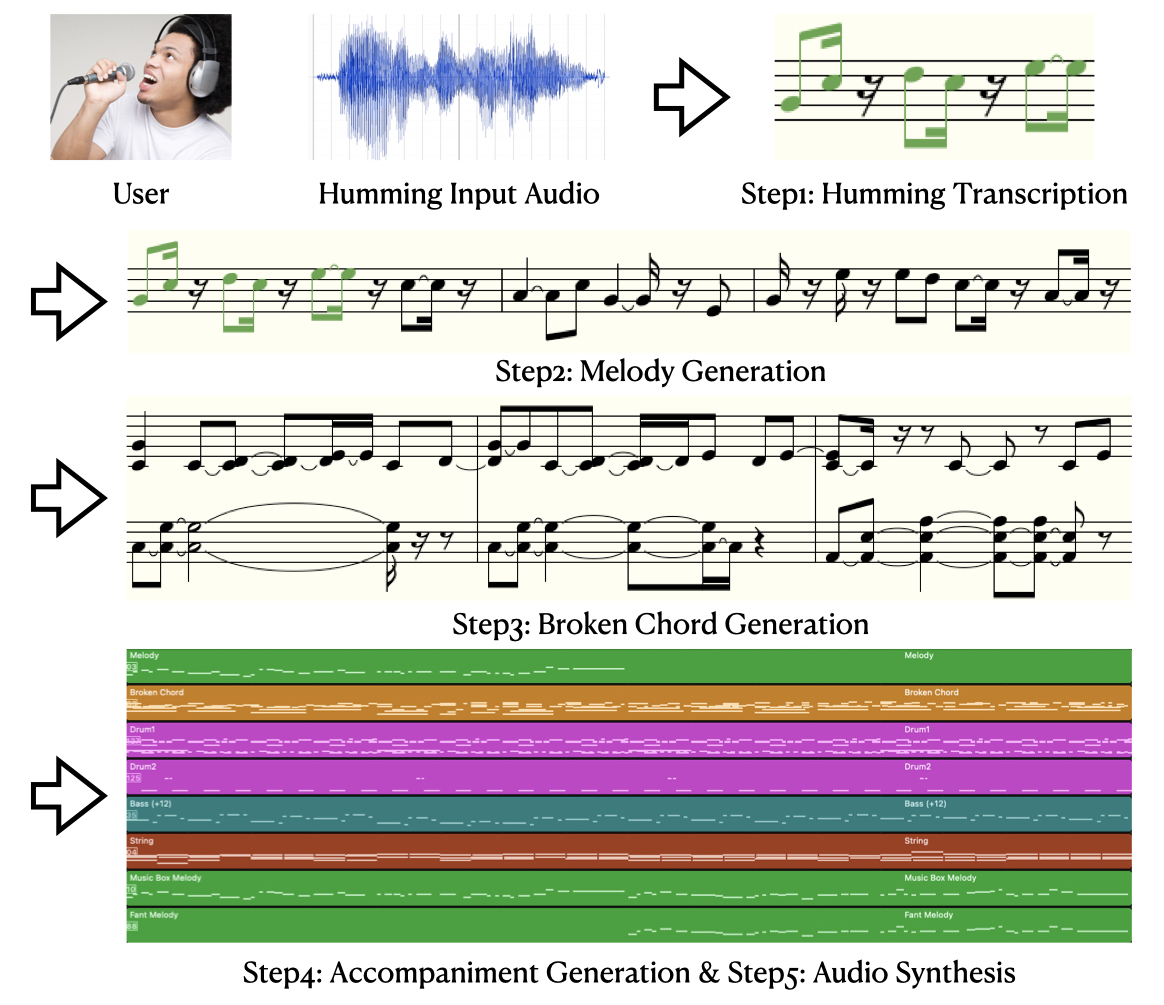 User
Humming Input Audio
Step1: Humming Transcription
Step2: Melody Generation
Step3: Broken Chord Generation
Melody Melody
Broken Chord Broken Chord
Drum1 Drum1
Drum2 Drum2
125
Bass (+12) Bass (+12)
String String
Music Box Melody Music Box Melody
Fant Melody Fant Melody
Step4: Accompaniment Generation & Step5: Audio Synthesis